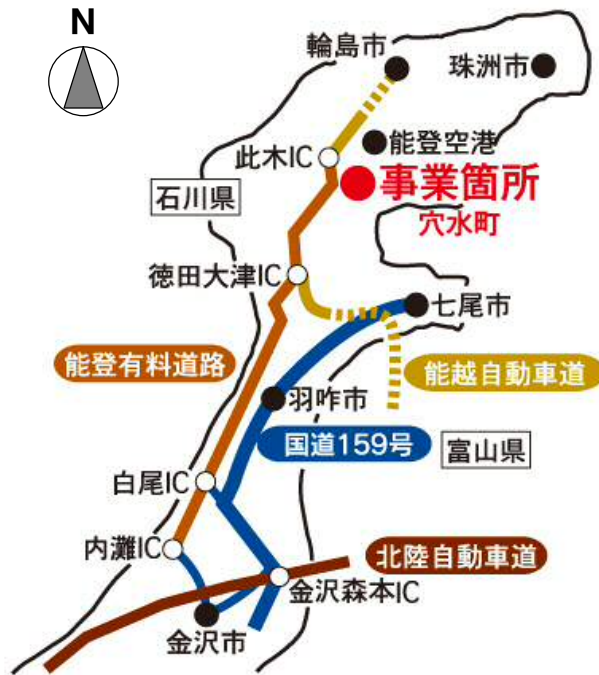 N
輪島市
珠洲市
能登空港
此木IC
事業箇所
石川県
穴水町
徳田大津IC
七尾市
能登有料道路
能越自動車道
羽咋市
国道159号
富山県
白尾IC
内灘IC
北陸自動車道
金沢森本IC
金沢市